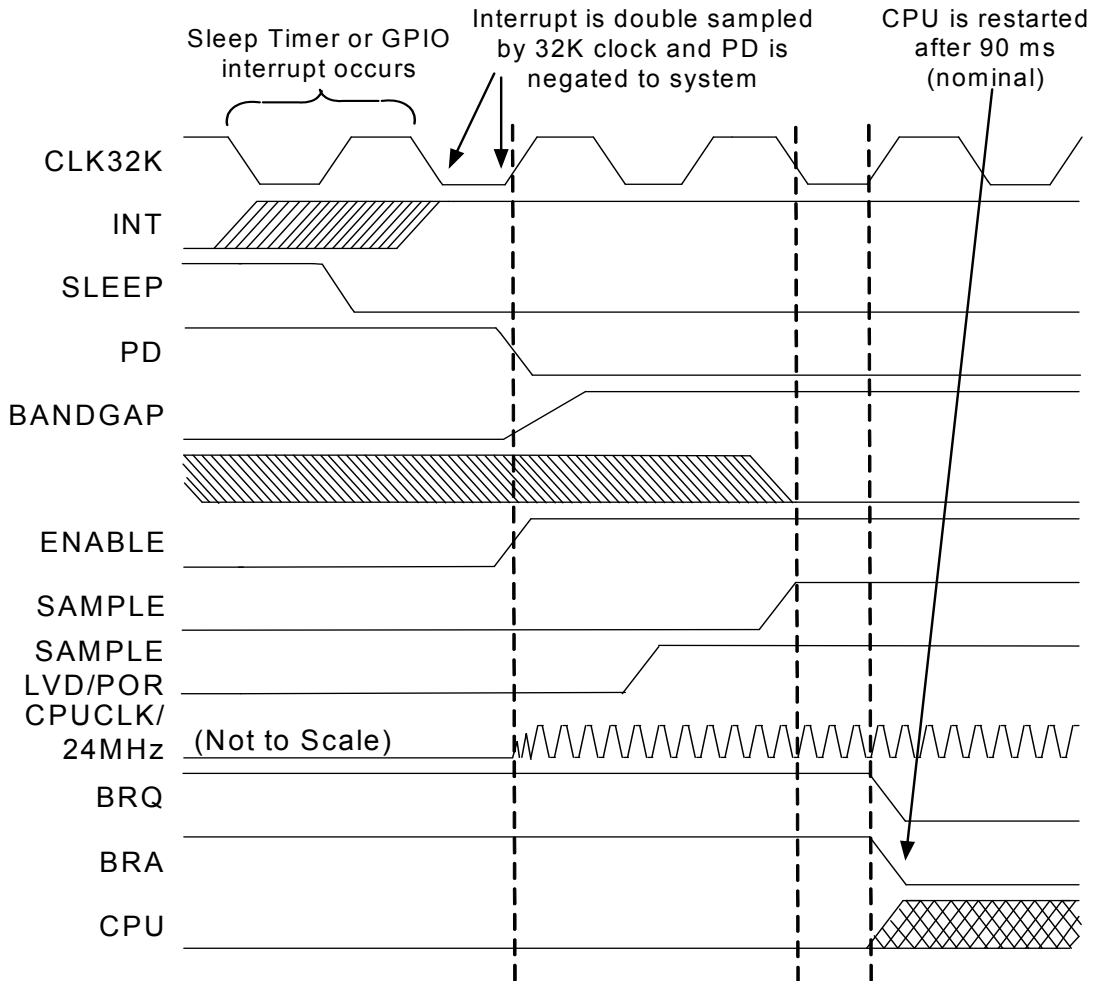 Sleep Timer or GPIO
interrupt occurs
Interrupt is double sampled
by 32K clock and PD is
negated to system
CPU is restarted
after 90 ms
(nominal)
CLK32K
INT
SLEEP
PD
BANDGAP
ENABLE
SAMPLE
SAMPLE
LVD/POR
CPUCLK/
24MHz
(Not to Scale)
BRQ
BRA
CPU